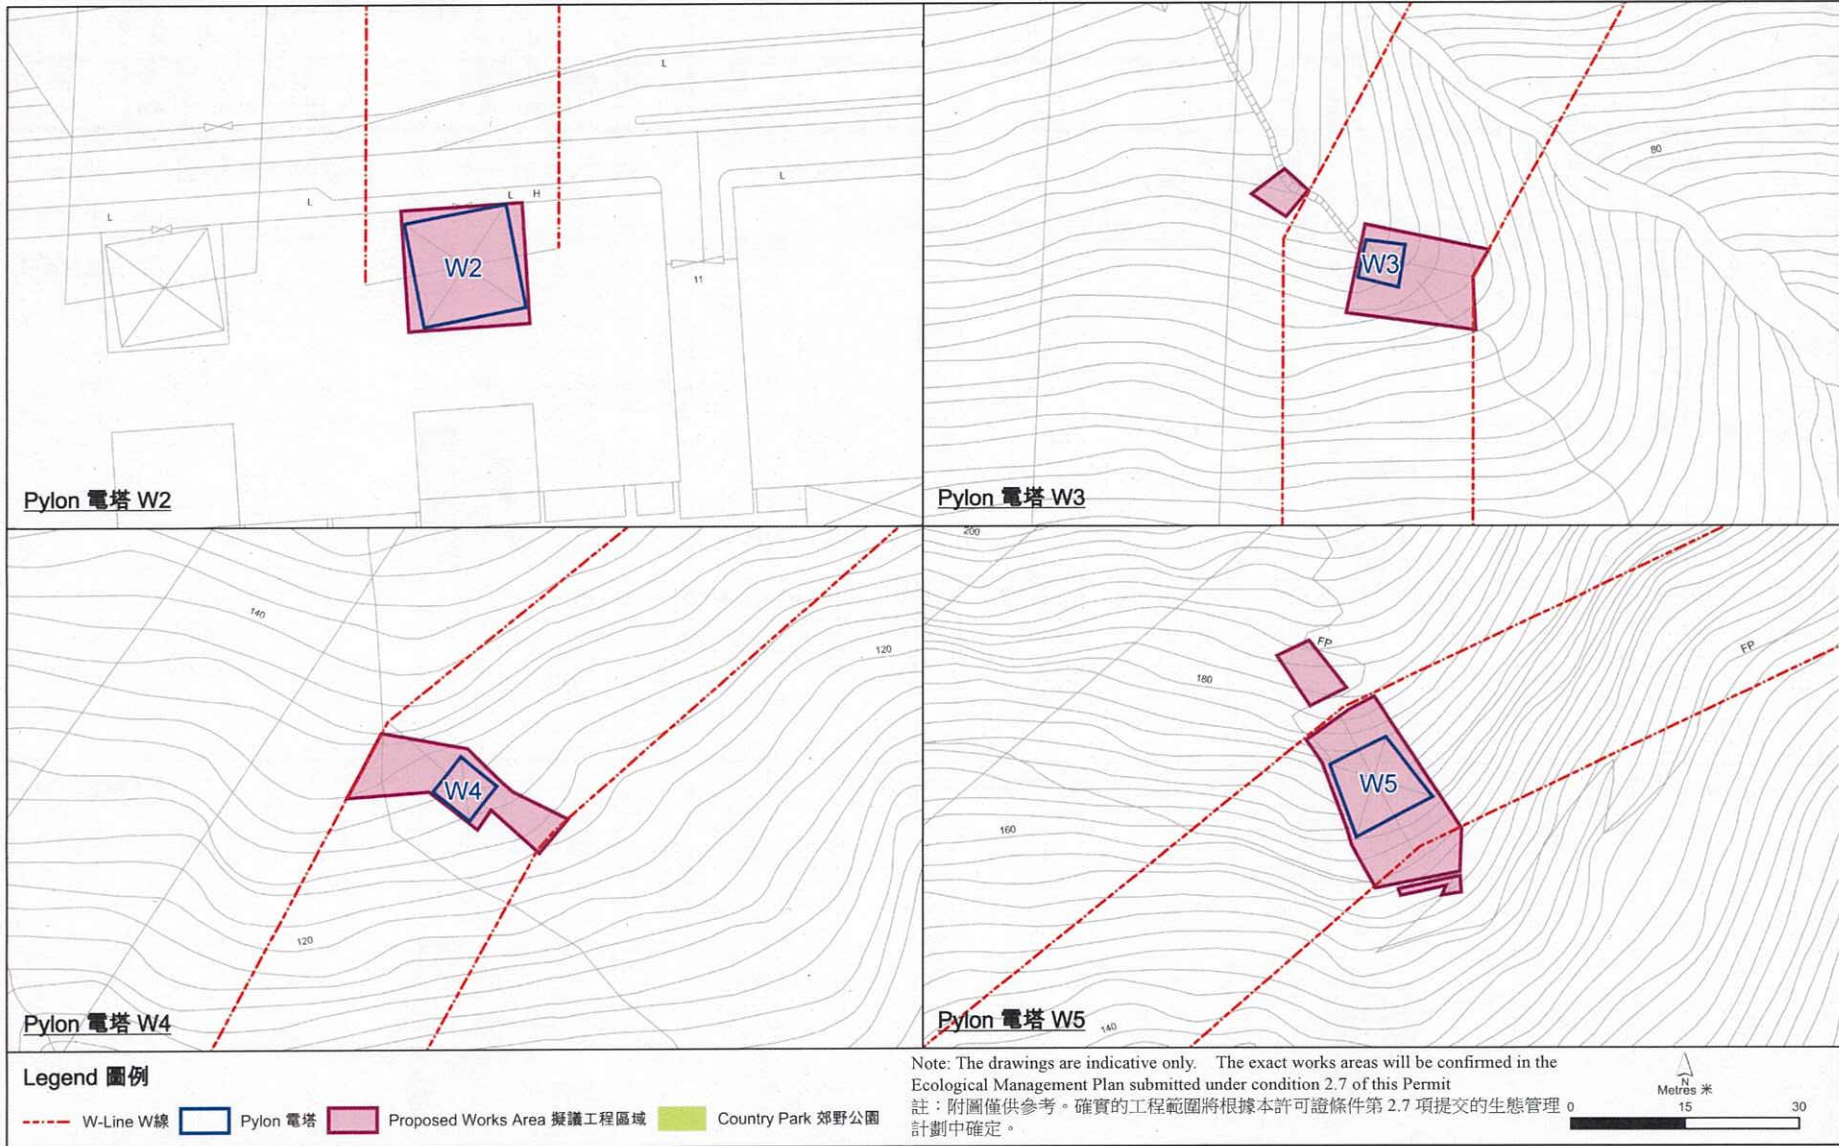 L
L
L
L
L
H
W2
11
Pylon 電塔 W2
80
W3
Pylon 電塔 W3
140
120
W4
120
Pylon 電塔 W4
200
FP
FP
180
W5
160
140
Pylon 電塔 W5
Legend 圖例
W-Line W線
Pylon 電塔
Proposed Works Area 擬議工程區域
Country Park 郊野公園
Note: The drawings are indicative only. The exact works areas will be confirmed in the
Ecological Management Plan submitted under condition 2.7 of this Permit
註：附圖僅供參考。確實的工程範圍將根據本許可證條件第 2.7 項提交的生態管理
計劃中確定。
N
Metres 米
0 15 30